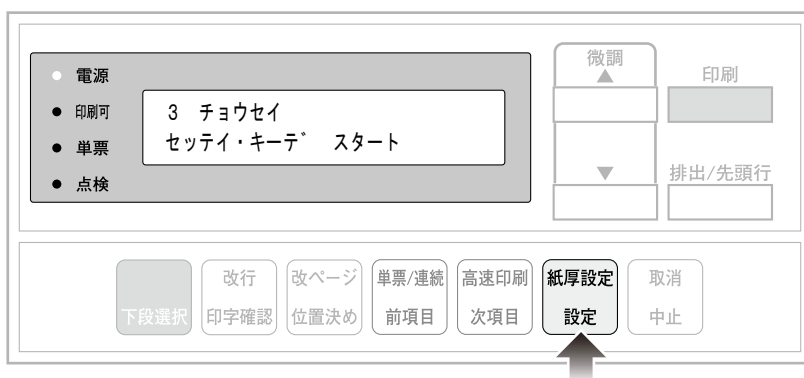 電源
印刷可
単票
点検
3 チョウセイ
セッテイ・キーデ゛ スタート
微調
▲
▼
印刷
排出/先頭行
下段選択
改行
印字確認
改ページ
位置決め
単票/連続
前項目
高速印刷
次項目
紙厚設定
設定
取消
中止